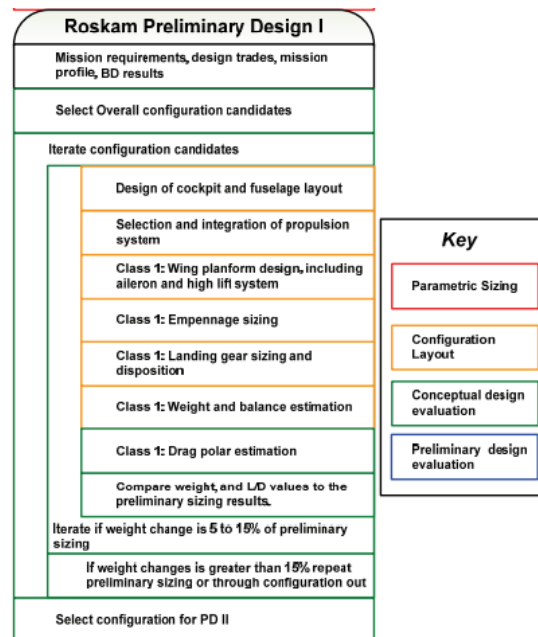 Roskam Preliminary Design I
Mission requirements, design trades, mission
profile, BD results
Select Overall configuration candidates
Iterate configuration candidates
Design of cockpit and fuselage layout
Selection and integration of propulsion
system
Class 1: Wing planform design, including
aileron and high lift system
Class 1: Empennage sizing
Class 1: Landing gear sizing and
disposition
Class 1: Weight and balance estimation
Class 1: Drag polar estimation
Compare weight, and L/D values to the
preliminary sizing results.
Iterate if weight change is 5 to 15% of preliminary
sizing
If weight changes is greater than 15% repeat
preliminary sizing or through configuration out
Select configuration for PD II
Key
Parametric Sizing
Configuration
Layout
Conceptual design
evaluation
Preliminary design
evaluation